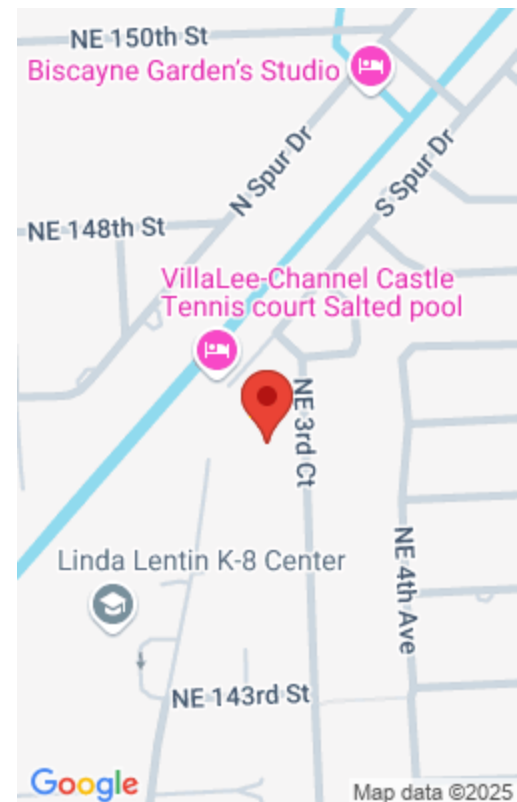 NE 150th St
Biscayne Garden's Studio
N Spur Dr
S Spur Dr
NE 148th St
VillaLee-Channel Castle
Tennis court Salted pool
NE 3rd Ct
Linda Lentin K-8 Center
NE 4th Ave
NE 143rd St
Google
Map data ©2025